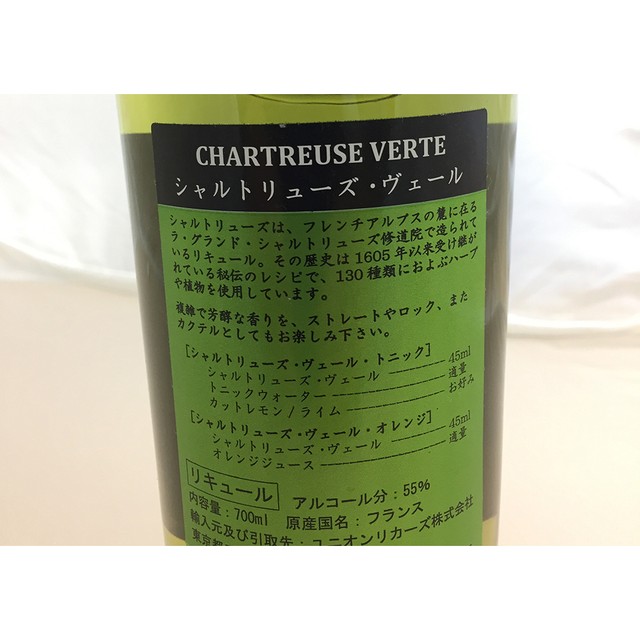 CHARTREUSE VERTE
シャルトリューズ・ヴェール
シャルトリューズは、フレンチアルプスの麓に在る
ラ・グランド・シャルトリューズ修道院で造られて
いるリキュール。その歴史は1605年以来受け継が
れている秘伝のレシピで、130種類におよぶハーブ
や植物を使用しています。
複雑で芳醇な香りを、ストレートやロック、また
カクテルとしてもお楽しみ下さい。
[シャルトリューズ・ヴェール・トニック]
シャルトリューズ・ヴェール 45ml
トニックウォーター 適量
カットレモン/ライム お好み
[シャルトリューズ・ヴェール・オレンジ]
シャルトリューズ・ヴェール 45ml
オレンジジュース 適量
リキュール アルコール分:55%
内容量:700ml 原産国名:フランス
輸入元及び引取先:ユニオンリカーズ株式会社
東京都